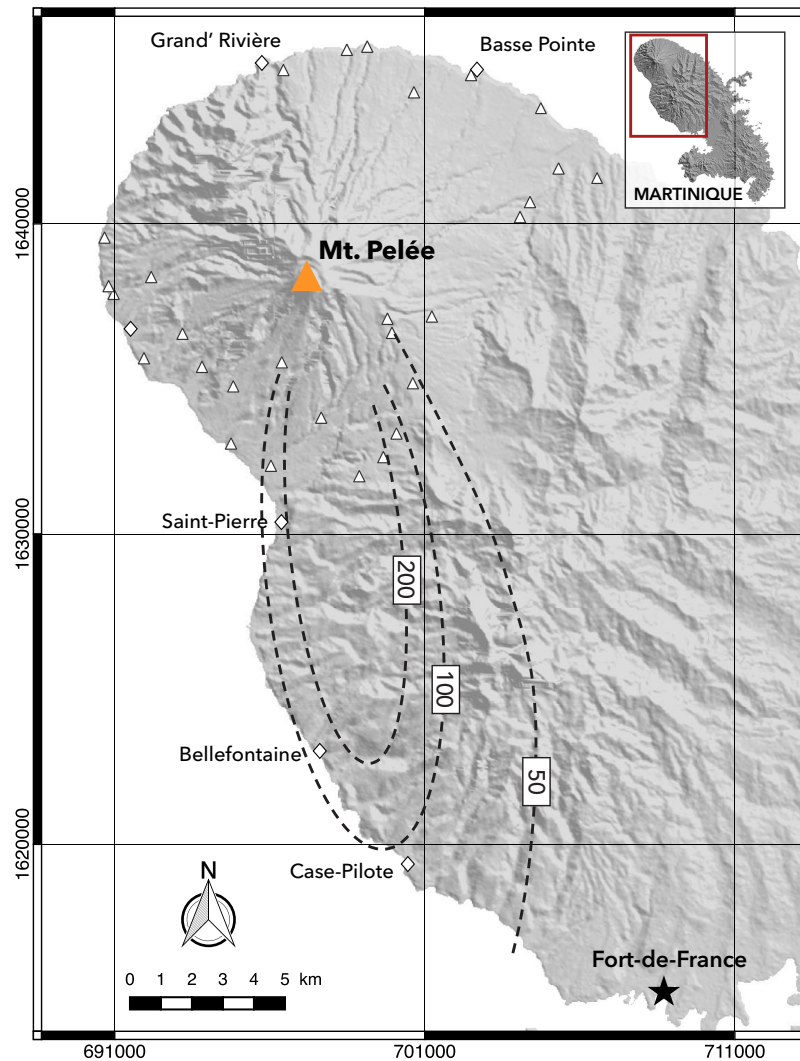 Grand' Rivière
Basse Pointe
MARTINIQUE
1640000
Mt. Pelée
Saint-Pierre
1630000
200
100
Bellefontaine
50
1620000
Case-Pilote
N
0 1 2 3 4 5 km
Fort-de-France
691000
701000
711000